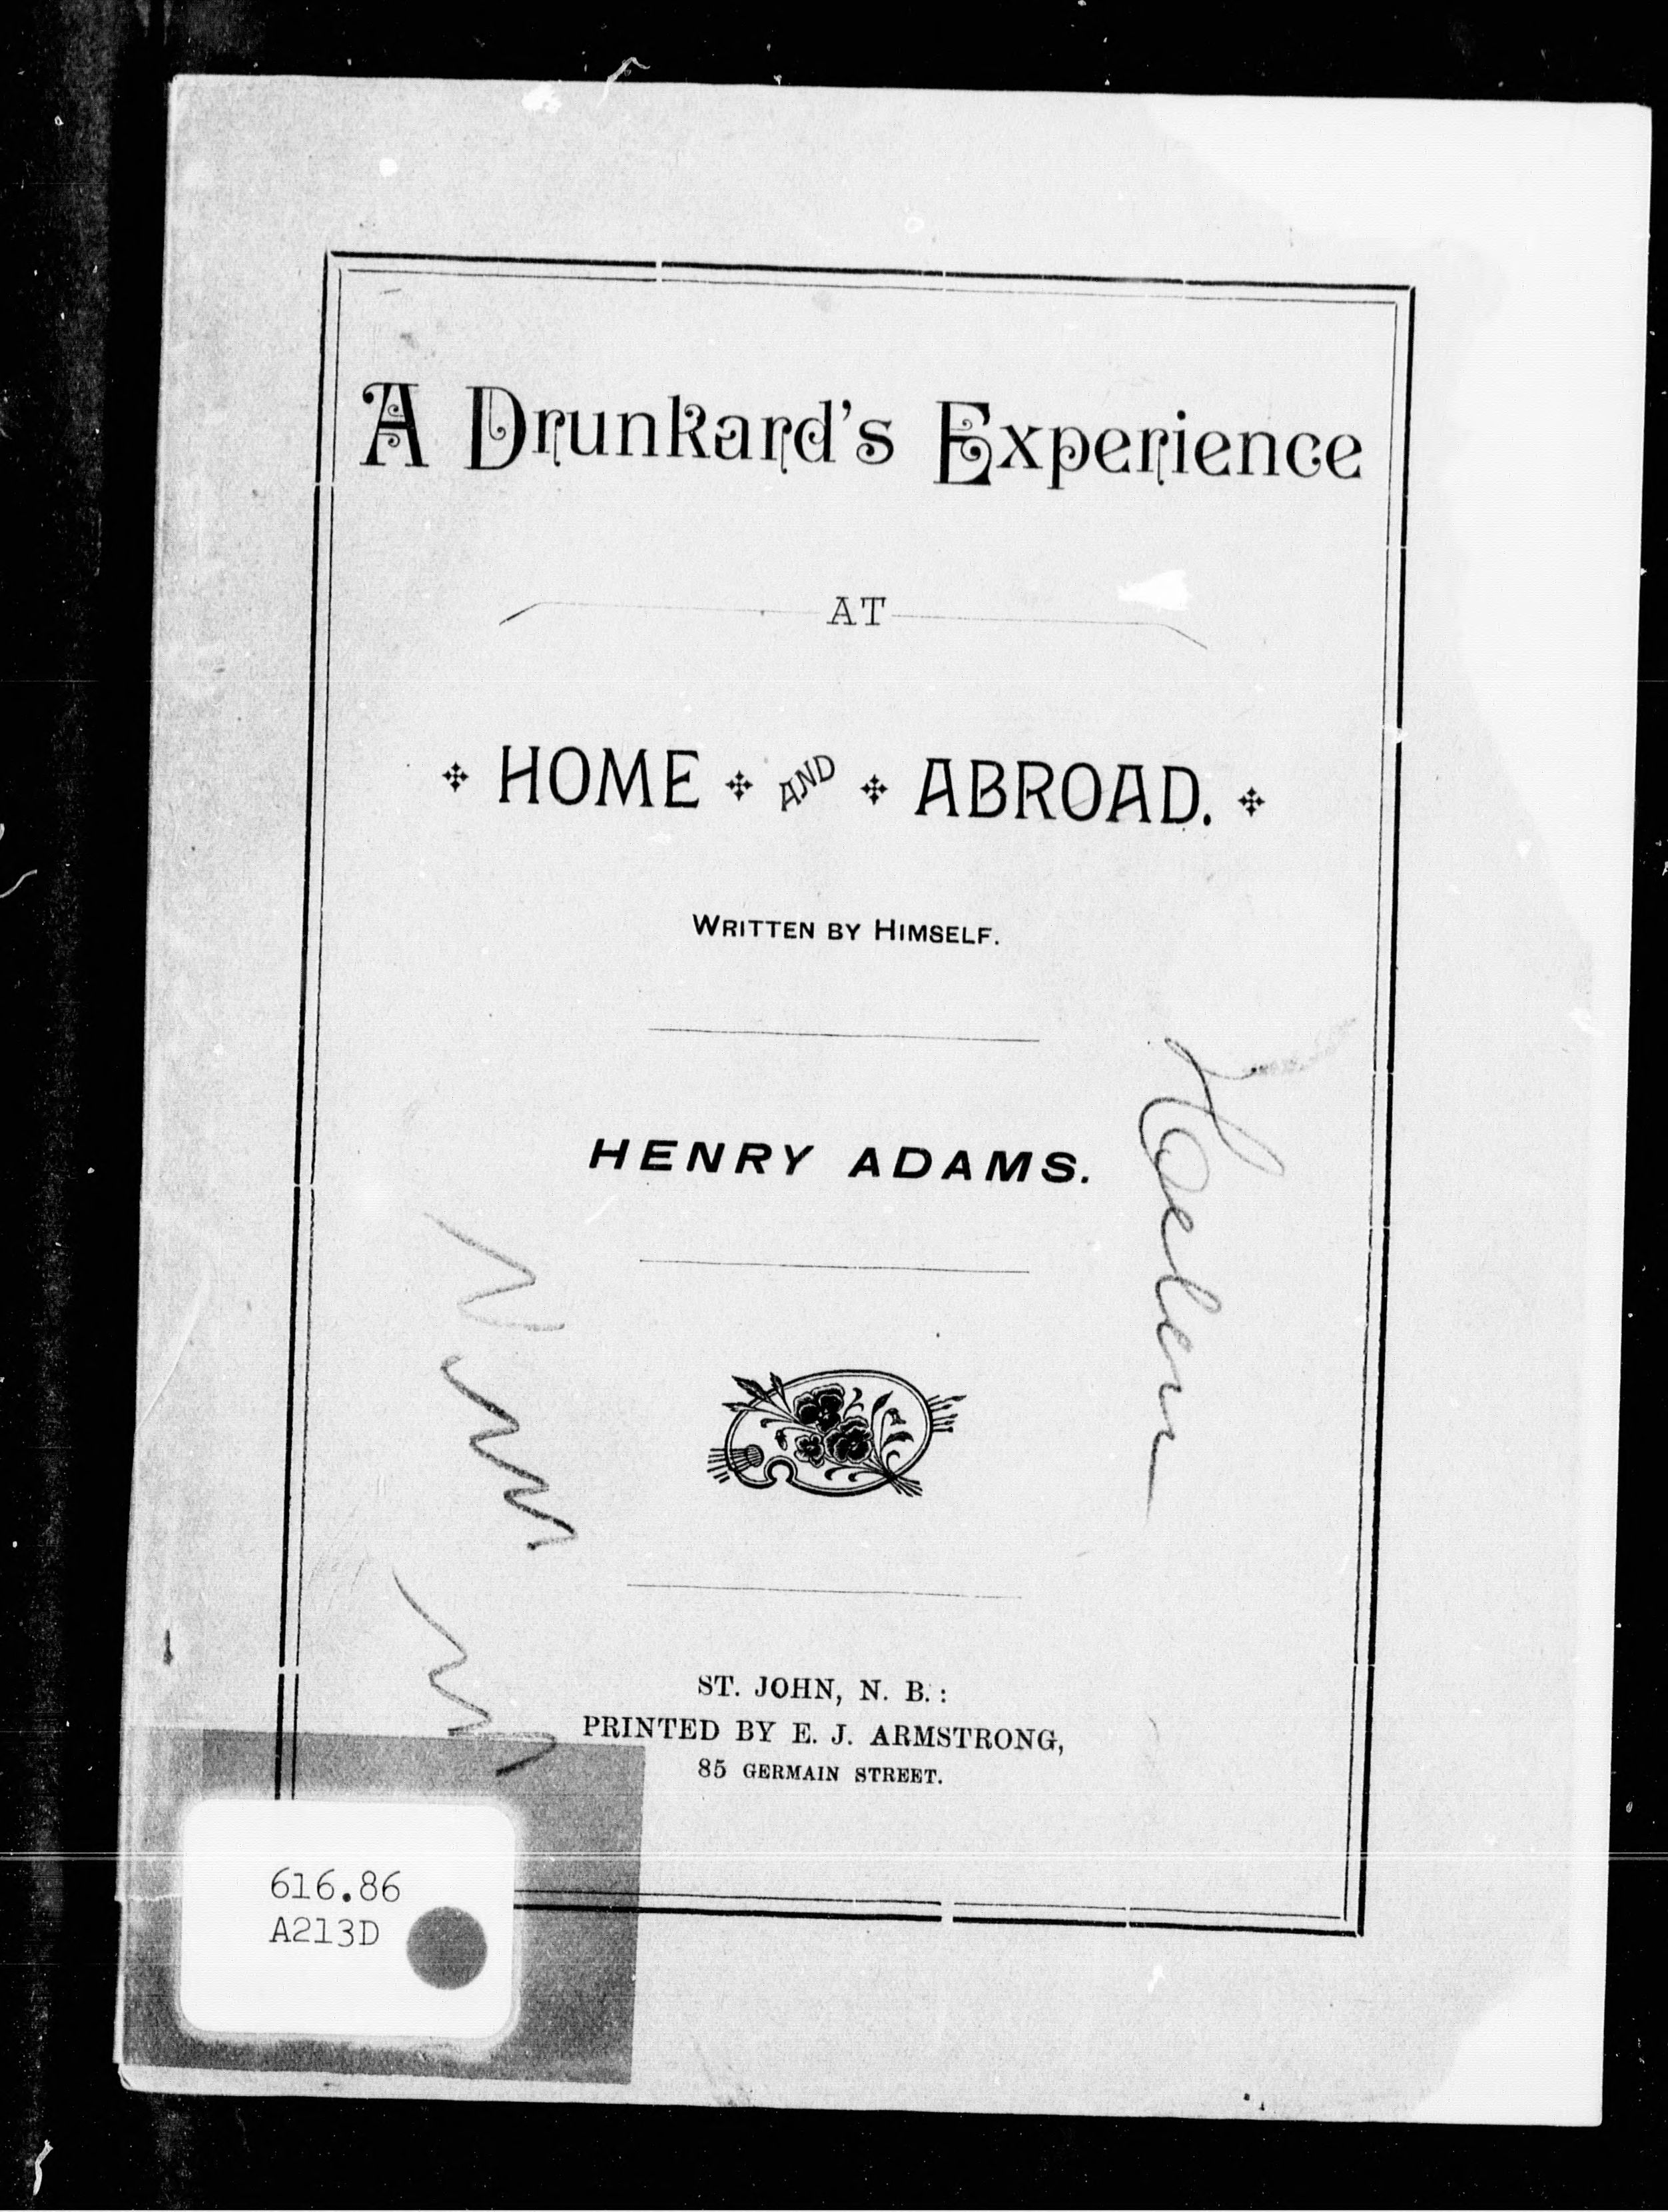 A Drunkard's Experience
AT
HOME AND ABROAD.
WRITTEN BY HIMSELF.
HENRY ADAMS.
ST. JOHN, N. B.:
PRINTED BY E. J. ARMSTRONG,
85 GERMAIN STREET.
616.86
A213D